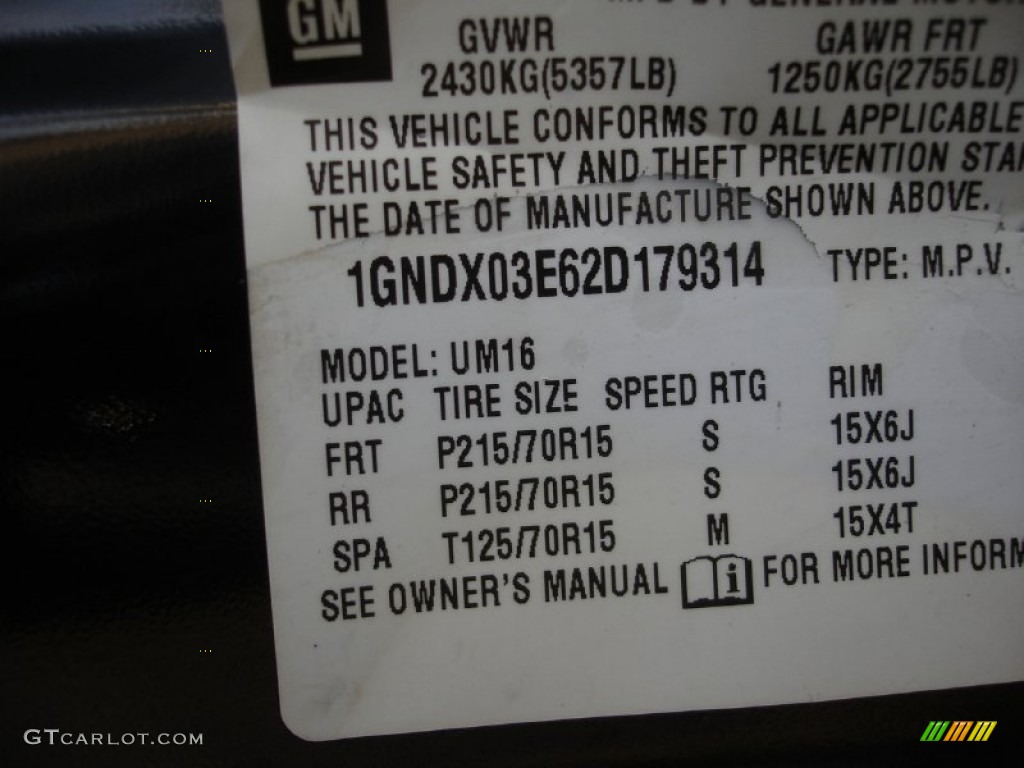 GM
GVWR GAWR FRT
2430KG(5357LB) 1250KG(2755LB)
THIS VEHICLE CONFORMS TO ALL APPLICABLE
VEHICLE SAFETY AND THEFT PREVENTION STA
THE DATE OF MANUFACTURE SHOWN ABOVE.
1GNDX03E62D179314 TYPE: M.P.V.
MODEL: UM16
UPAC TIRE SIZE SPEED RTG RIM
FRT P215/70R15 S 15X6J
RR P215/70R15 S 15X6J
SPA T125/70R15 M 15X4T
SEE OWNER'S MANUAL i FOR MORE INFORM
GTCARLOT.COM